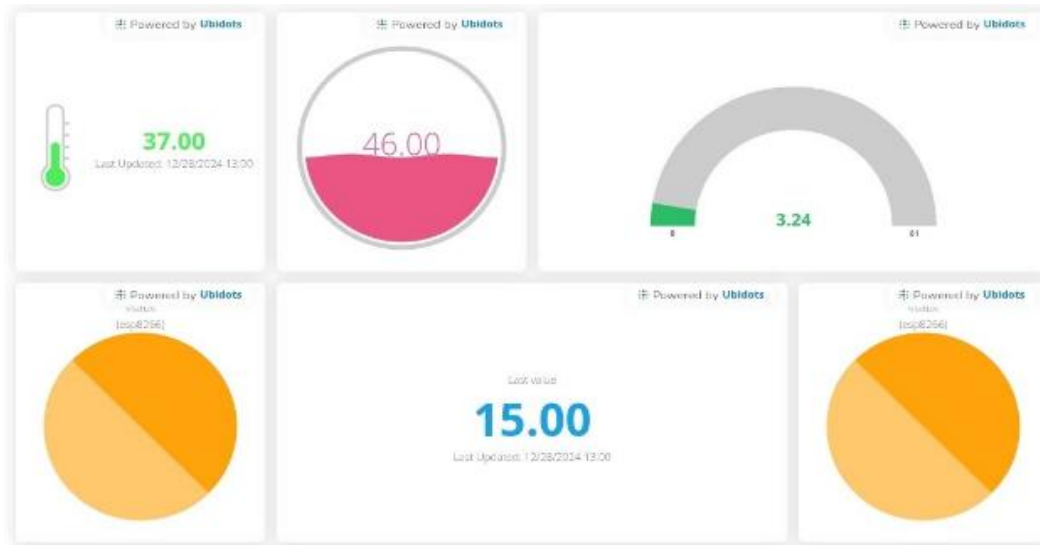 Powered by Ubidots
37.00
Last Updated: 12/28/2024 13:00
Powered by Ubidots
46.00
Powered by Ubidots
3.24
0
61
Powered by Ubidots
(esp8266)
Powered by Ubidots
Last value
15.00
Last Updated: 12/28/2024 13:00
Powered by Ubidots
(esp8266)